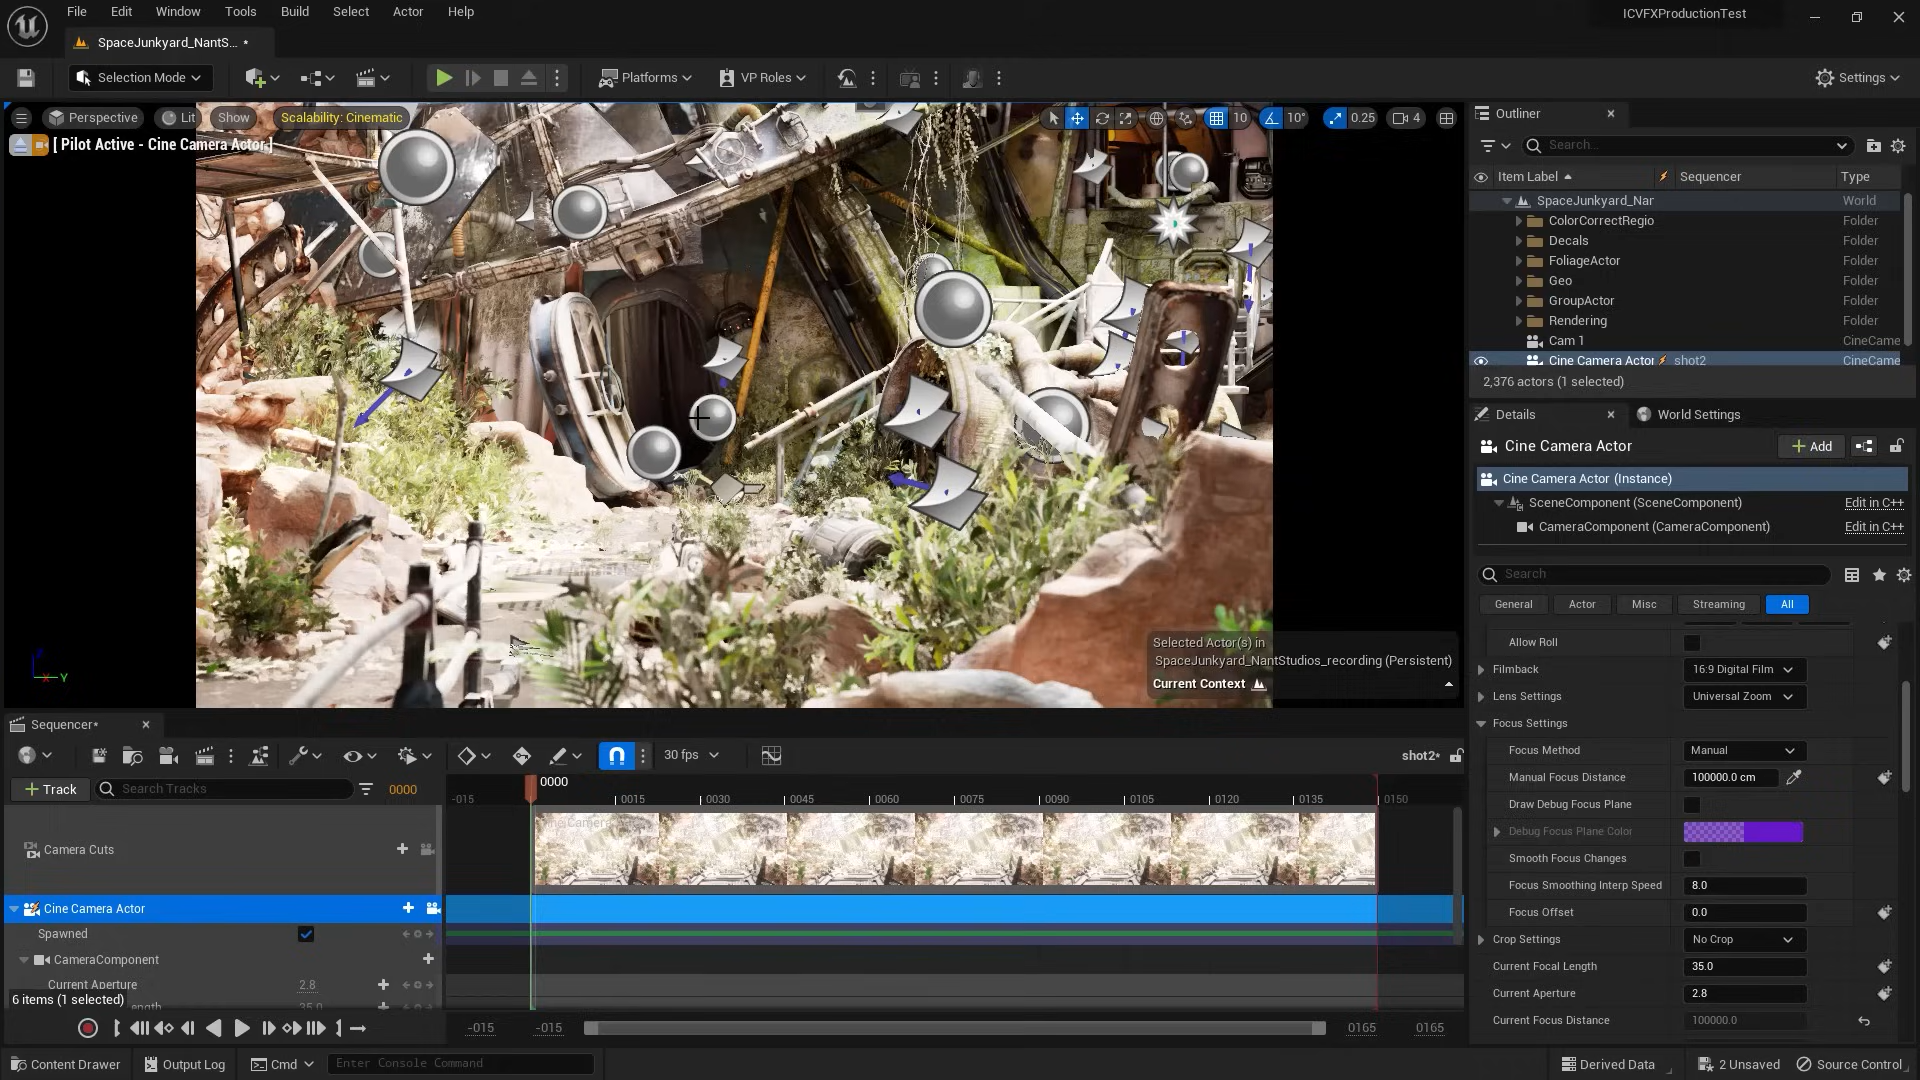 File Edit Window Tools Build Select Actor Help
ICVFXProductionTest
SpaceJunkyard_NantS... •
Selection Mode
Platforms
VP Roles
Settings
Perspective
Lit
Show
Scalability: Cinematic
10
10°
0.25
4
[ Pilot Active - Cine Camera Actor ]
Selected Actor(s) in
SpaceJunkyard_NantStudios_recording (Persistent)
Current Context
Outliner
Search...
Item Label
Sequencer
Type
SpaceJunkyard_Nar World
ColorCorrectRegio Folder
Decals Folder
FoliageActor Folder
Geo Folder
GroupActor Folder
Rendering Folder
Cam 1 CineCame
Cine Camera Actor shot2 CineCame
2,376 actors (1 selected)
Details
World Settings
Cine Camera Actor
Add
Cine Camera Actor (Instance)
SceneComponent (SceneComponent) Edit in C++
CameraComponent (CameraComponent) Edit in C++
Search
General
Actor
Misc
Streaming
All
Allow Roll
Filmback 16:9 Digital Film
Lens Settings Universal Zoom
Focus Settings
Focus Method Manual
Manual Focus Distance 100000.0 cm
Draw Debug Focus Plane
Debug Focus Plane Color
Smooth Focus Changes
Focus Smoothing Interp Speed 8.0
Focus Offset 0.0
Crop Settings No Crop
Current Focal Length 35.0
Current Aperture 2.8
Current Focus Distance 100000.0
Sequencer*
30 fps
shot2*
Track
Search Tracks
0000
0000
-015 0015 0030 0045 0060 0075 0090 0105 0120 0135 0150
Camera Cuts
Cine Camera Actor
Spawned
CameraComponent
Current Aperture 2.8
6 items (1 selected)
35.0
-015 -015 0165 0165
Content Drawer
Output Log
Cmd
Enter Console Command
Derived Data
2 Unsaved
Source Control